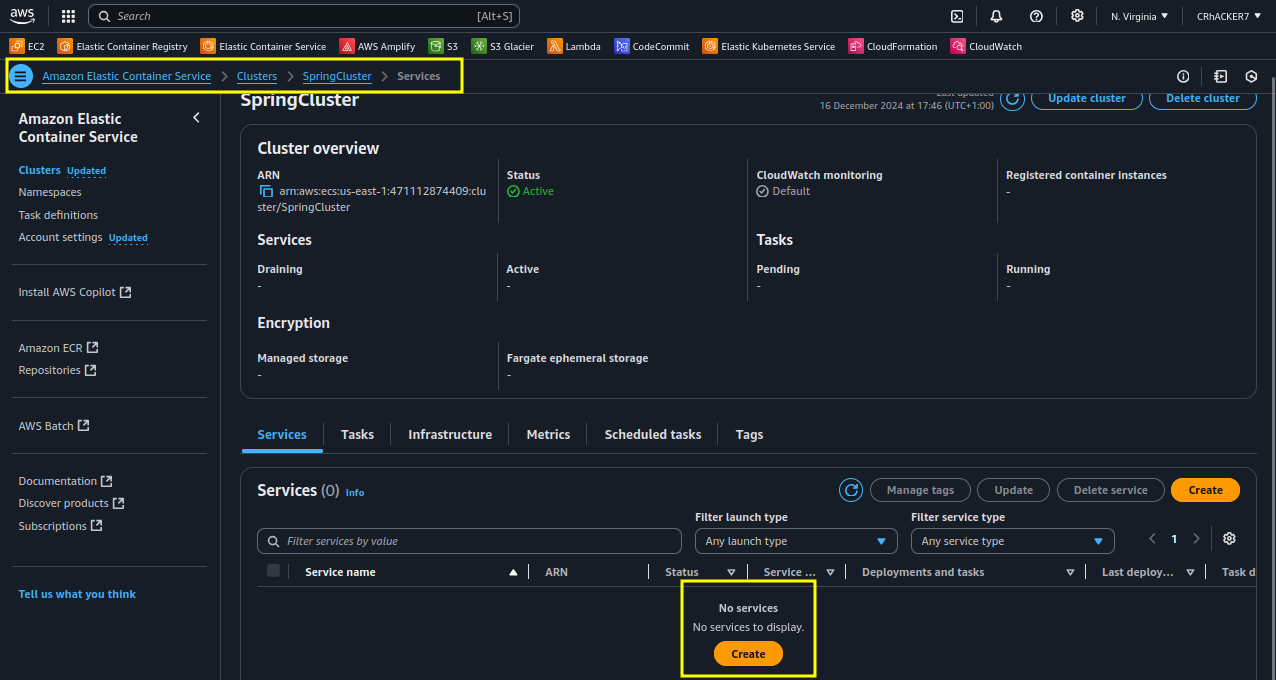 aws
Search [Alt+S]
N. Virginia
CRhACKER7
EC2 Elastic Container Registry Elastic Container Service AWS Amplify S3 S3 Glacier Lambda CodeCommit Elastic Kubernetes Service CloudFormation CloudWatch
Amazon Elastic Container Service Clusters SpringCluster Services
Amazon Elastic
Container Service
Clusters Updated
Namespaces
Task definitions
Account settings Updated
Install AWS Copilot
Amazon ECR
Repositories
AWS Batch
Documentation
Discover products
Subscriptions
Tell us what you think
SpringCluster
Last updated
16 December 2024 at 17:46 (UTC+1:00)
Update cluster
Delete cluster
Cluster overview
ARN
arn:aws:ecs:us-east-1:471112874409:clu
ster/SpringCluster
Status
Active
CloudWatch monitoring
Default
Registered container instances
-
Services
Draining
-
Active
-
Tasks
Pending
-
Running
-
Encryption
Managed storage
-
Fargate ephemeral storage
-
Services Tasks Infrastructure Metrics Scheduled tasks Tags
Services (0) Info
Manage tags Update Delete service Create
Filter launch type
Filter service type
Filter services by value
Any launch type
Any service type
1
Service name ARN Status Service ... Deployments and tasks Last deploy... Task d
No services
No services to display.
Create